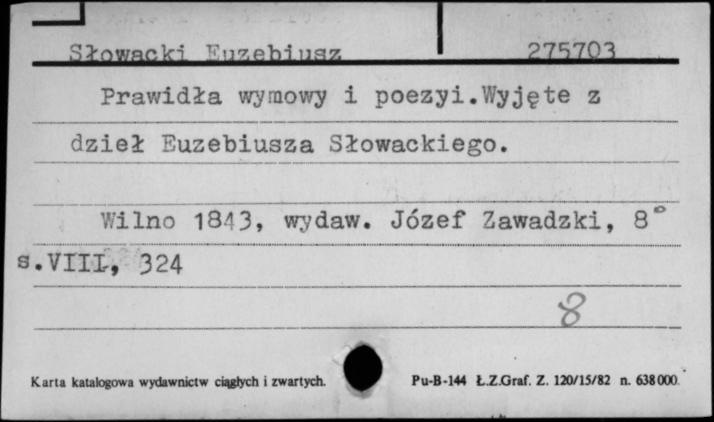 Słowacki Euzebiusz 275703
Prawidła wymowy i poezyi.Wyjęte z
dzieł Euzebiusza Słowackiego.
Wilno 1843, wydaw. Józef Zawadzki, 8°
s.VIII, 324
8
Karta katalogowa wydawnictw ciągłych i zwartych. Pu-B-144 Ł.Z.Graf. Z. 120/15/82 n. 638000.